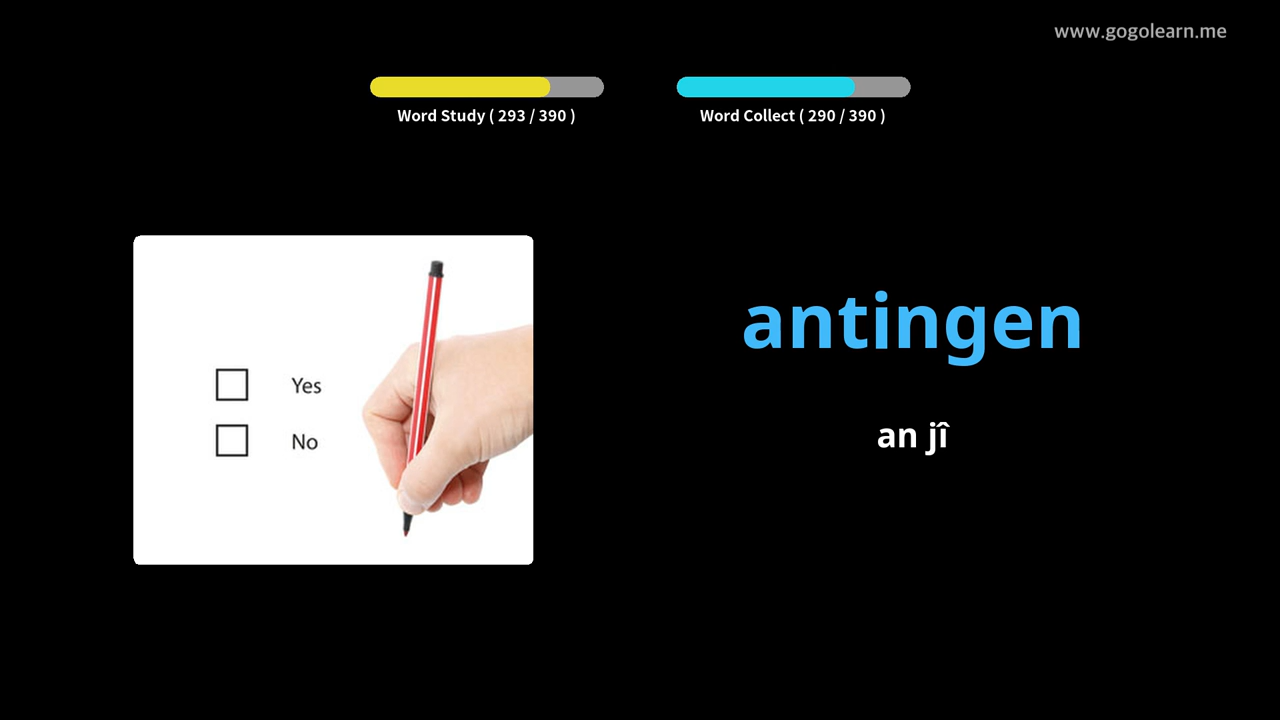 www.gogolearn.me
Word Study ( 293 / 390 )
Word Collect ( 290 / 390 )
Yes
No
antingen
an jî